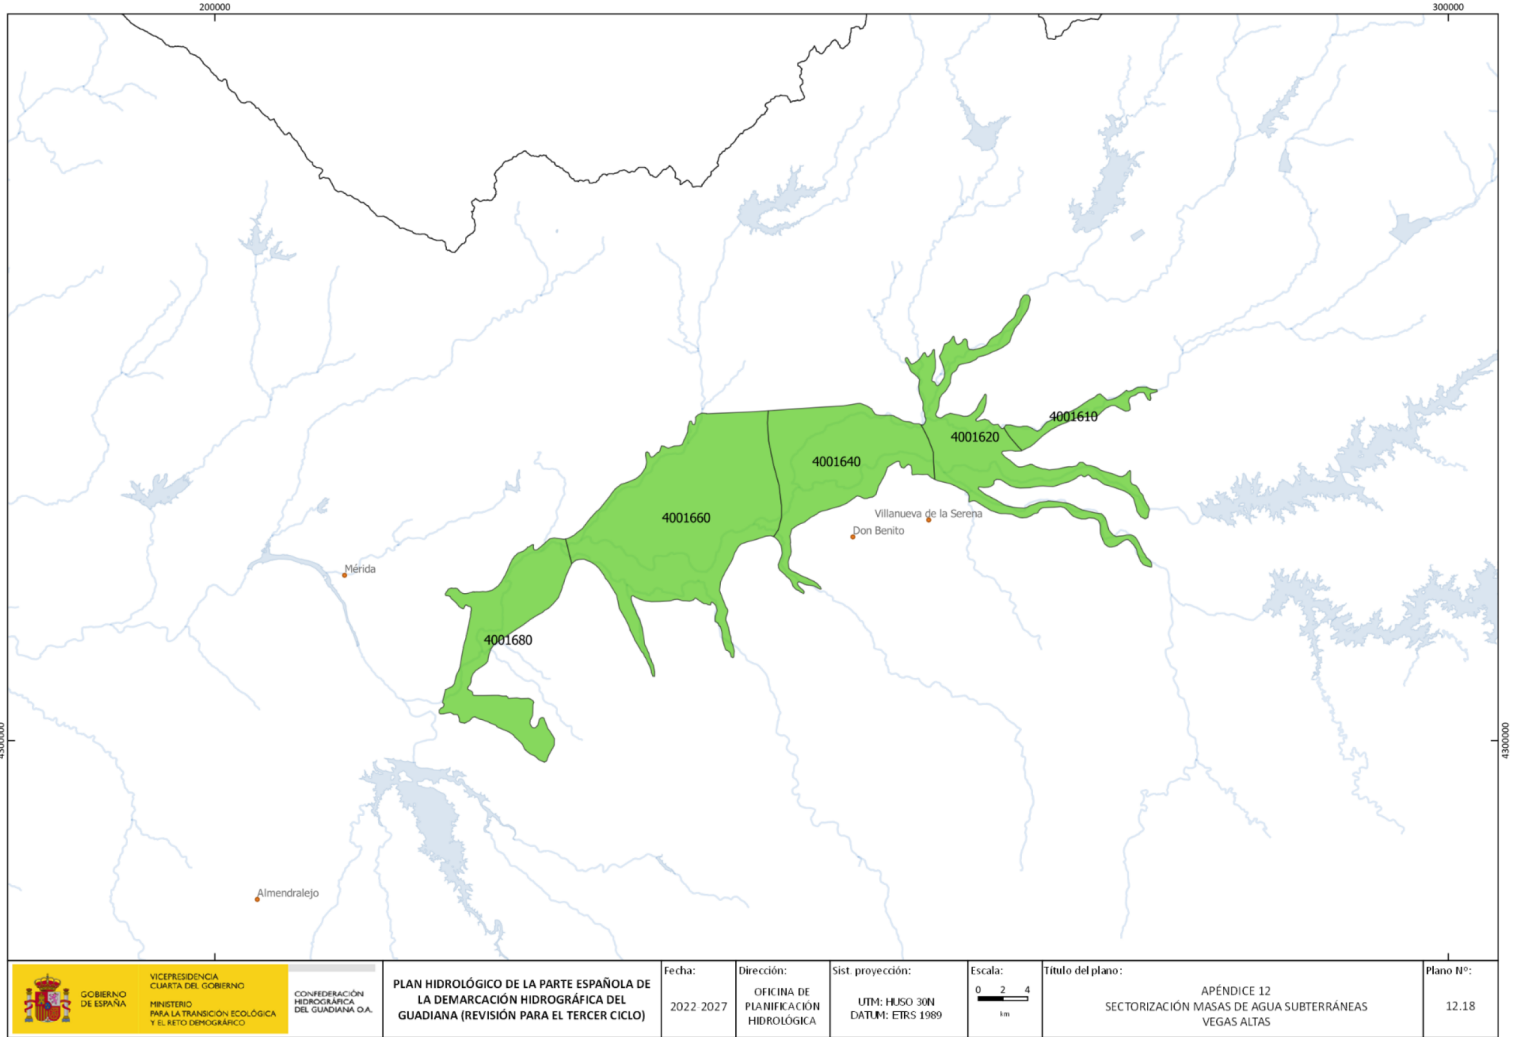 200000
300000
4001610
4001620
4001640
4001660
Villanueva de la Serena
Don Benito
Mérida
4001680
4300000
4300000
Almendralejo
GOBIERNO
DE ESPAÑA
VICEPRESIDENCIA
CUARTA DEL GOBIERNO
MINISTERIO
PARA LA TRANSICIÓN ECOLÓGICA
Y EL RETO DEMOGRÁFICO
CONFEDERACIÓN
HIDROGRÁFICA
DEL GUADIANA O.A.
PLAN HIDROLÓGICO DE LA PARTE ESPAÑOLA DE
LA DEMARCACIÓN HIDROGRÁFICA DEL
GUADIANA (REVISIÓN PARA EL TERCER CICLO)
Fecha:
2022-2027
Dirección:
OFICINA DE
PLANIFICACIÓN
HIDROLÓGICA
Sist. proyección:
UTM: HUSO 30N
DATUM: ETRS 1989
Escala:
0 2 4
km
Título del plano:
APÉNDICE 12
SECTORIZACIÓN MASAS DE AGUA SUBTERRÁNEAS
VEGAS ALTAS
Plano Nº:
12.18